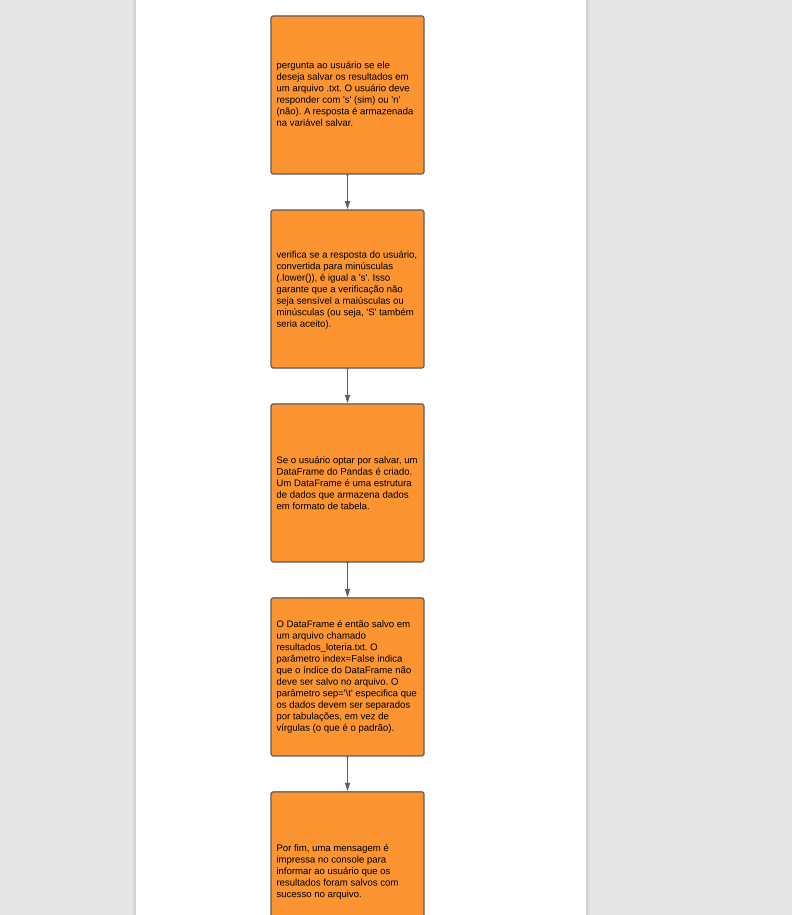 pergunta ao usuário se ele
deseja salvar os resultados em
um arquivo .txt. O usuário deve
responder com 's' (sim) ou 'n'
(não). A resposta é armazenada
na variável salvar.
verifica se a resposta do usuário,
convertida para minúsculas
(.lower()), é igual a 's'. Isso
garante que a verificação não
seja sensível a maiúsculas ou
minúsculas (ou seja, 'S' também
seria aceito).
Se o usuário optar por salvar, um
DataFrame do Pandas é criado.
Um DataFrame é uma estrutura
de dados que armazena dados
em formato de tabela.
O DataFrame é então salvo em
um arquivo chamado
resultados_loteria.txt. O
parâmetro index=False indica
que o índice do DataFrame não
deve ser salvo no arquivo. O
parâmetro sep='\t' especifica que
os dados devem ser separados
por tabulações, em vez de
vírgulas (o que é o padrão).
Por fim, uma mensagem é
impressa no console para
informar ao usuário que os
resultados foram salvos com
sucesso no arquivo.